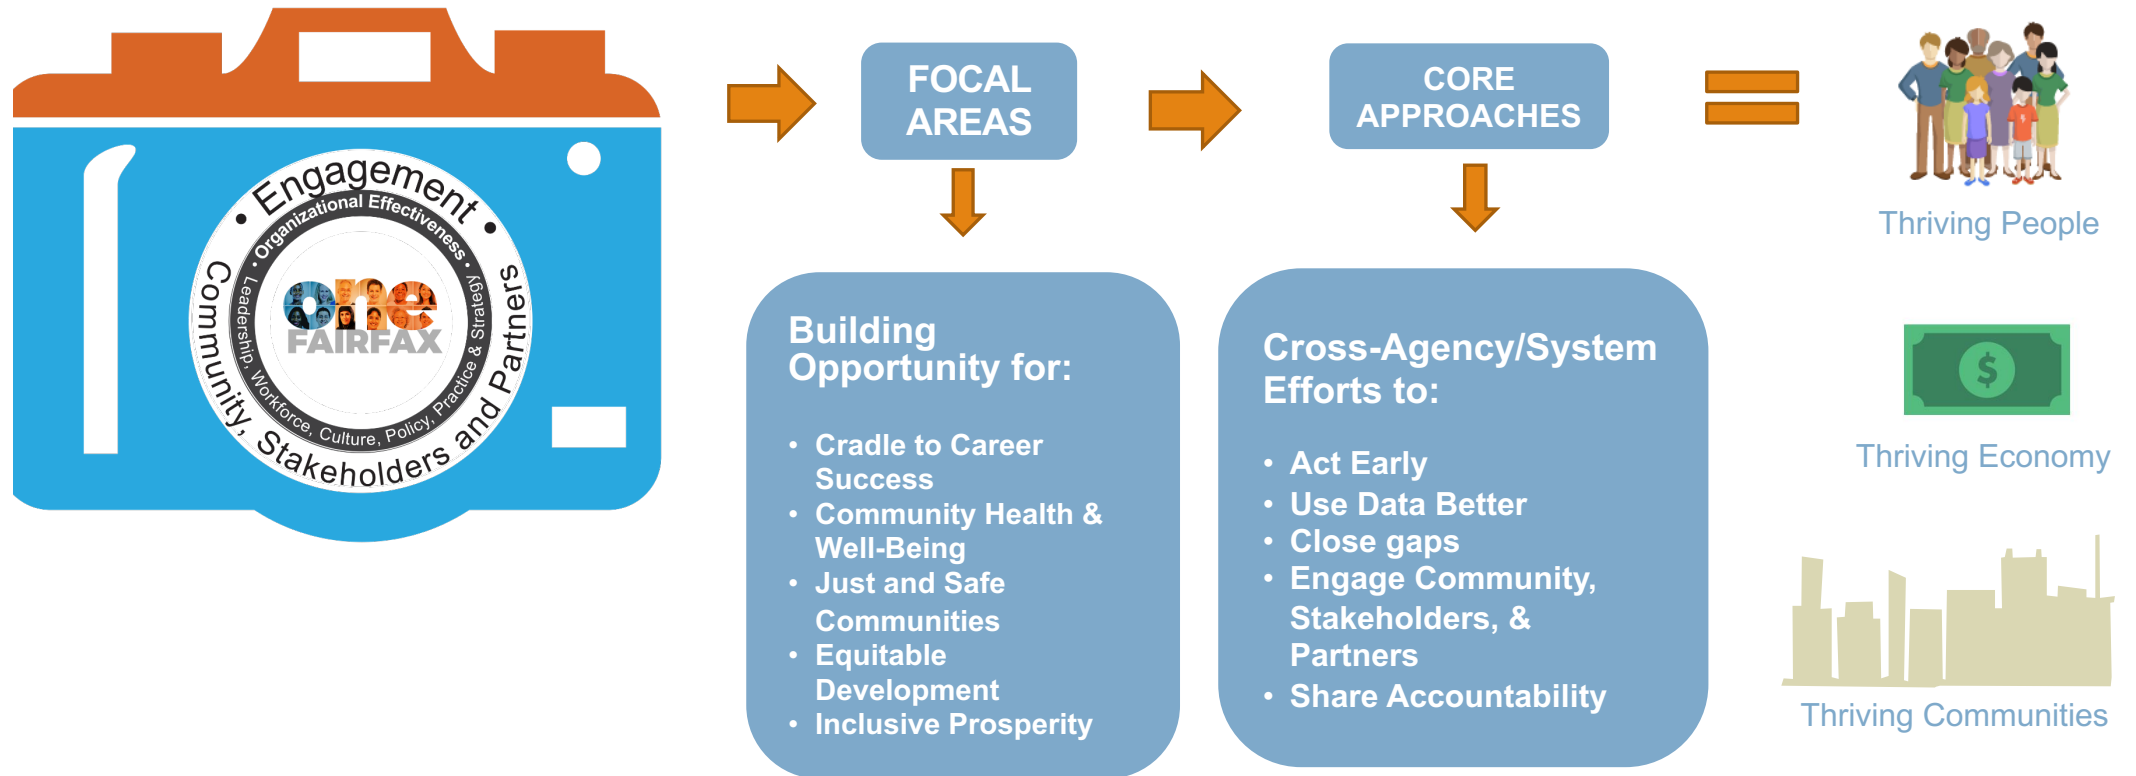 • Engagement •
Community, Stakeholders and Partners
• Organizational Effectiveness •
Leadership, Workforce, Culture, Policy, Practice & Strategy
one
FAIRFAX
FOCAL
AREAS
Building
Opportunity for:
• Cradle to Career
Success
• Community Health &
Well-Being
• Just and Safe
Communities
• Equitable
Development
• Inclusive Prosperity
CORE
APPROACHES
Cross-Agency/System
Efforts to:
• Act Early
• Use Data Better
• Close gaps
• Engage Community,
Stakeholders, &
Partners
• Share Accountability
Thriving People
$
Thriving Economy
Thriving Communities